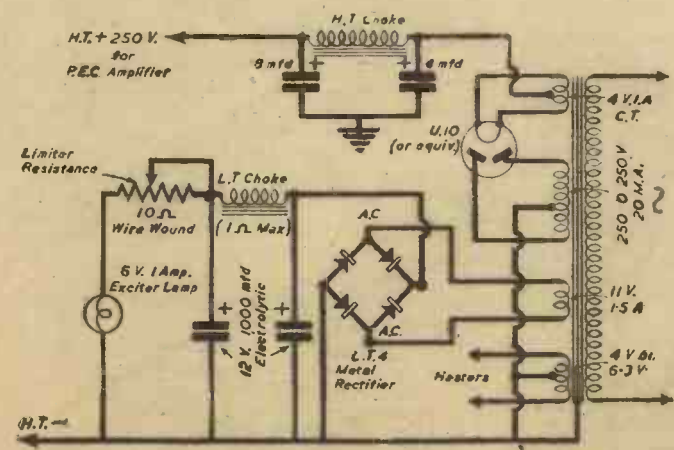 H.T. Choke
H.T. + 250 V.
for
P.E.C. Amplifier
8 mfd
+
+
4 mfd
4 V. 1 A
C.T.
U.10
(or equiv)
250 0 250 V.
20 M.A.
Limiter
Resistance
L.T Choke
10 Ω
Wire Wound
(1 Ω Max)
A.C
6 V. 1 Amp.
Exciter Lamp
11 V.
1·5 A
+
+
12 V. 1000 mfd
Electrolytic
A.C.
L.T. 4
Metal
Rectifier
Heaters
6·3 V.
H.T.—